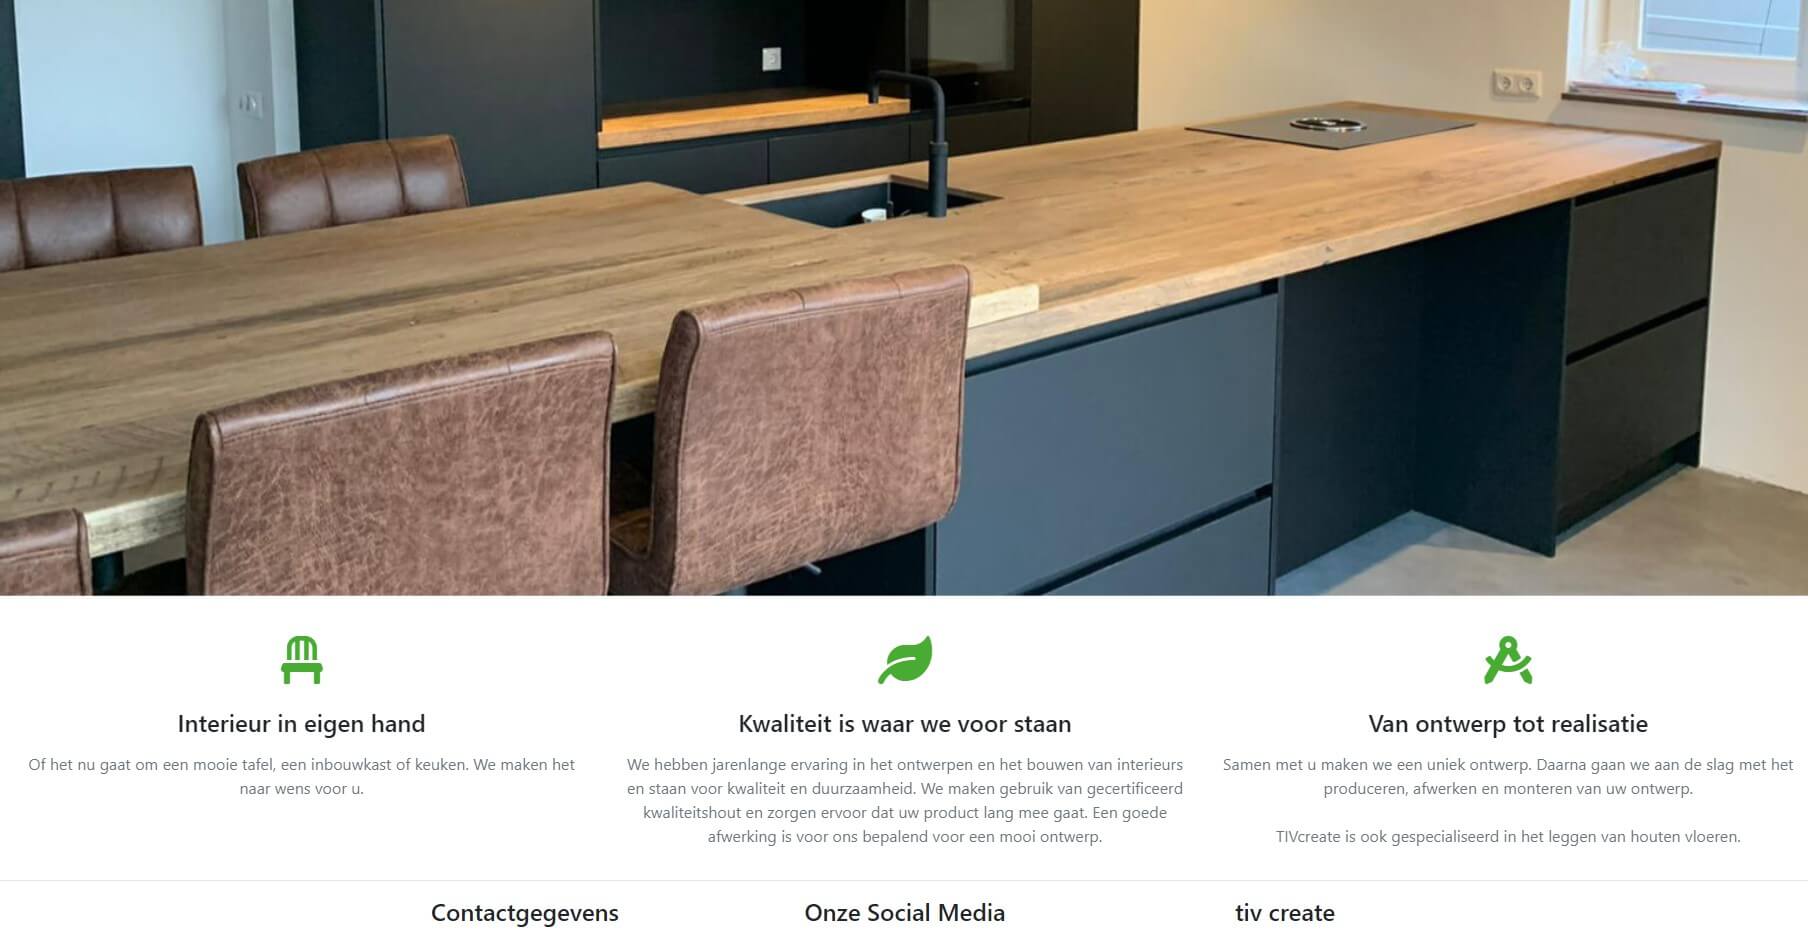 Interieur in eigen hand
Of het nu gaat om een mooie tafel, een inbouwkast of keuken. We maken het
naar wens voor u.
Kwaliteit is waar we voor staan
We hebben jarenlange ervaring in het ontwerpen en het bouwen van interieurs
en staan voor kwaliteit en duurzaamheid. We maken gebruik van gecertificeerd
kwaliteitshout en zorgen ervoor dat uw product lang mee gaat. Een goede
afwerking is voor ons bepalend voor een mooi ontwerp.
Van ontwerp tot realisatie
Samen met u maken we een uniek ontwerp. Daarna gaan we aan de slag met het
produceren, afwerken en monteren van uw ontwerp.
TIVcreate is ook gespecialiseerd in het leggen van houten vloeren.
Contactgegevens
Onze Social Media
tiv create